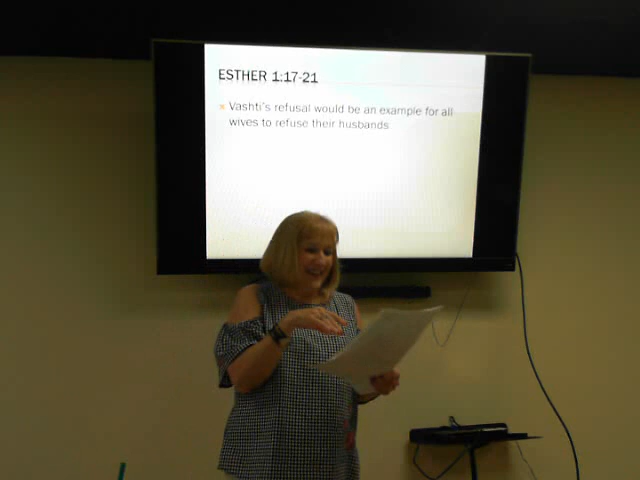 ESTHER 1:17-21
Vashti's refusal would be an example for all
wives to refuse their husbands